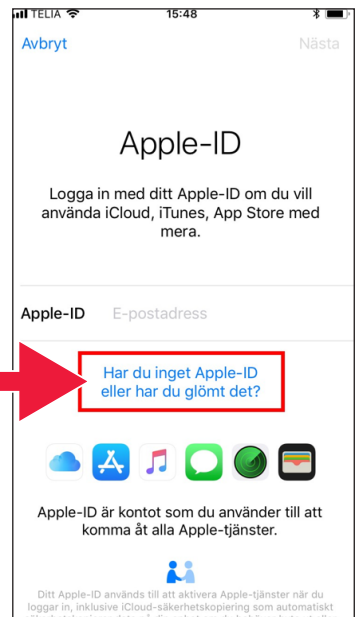 TELIA 15:48
Avbryt Nästa
Apple-ID
Logga in med ditt Apple-ID om du vill
använda iCloud, iTunes, App Store med
mera.
Apple-ID E-postadress
Har du inget Apple-ID
eller har du glömt det?
Apple-ID är kontot som du använder till att
komma åt alla Apple-tjänster.
Ditt Apple-ID används till att aktivera Apple-tjänster när du
loggar in, inklusive iCloud-säkerhetskopiering som automatiskt